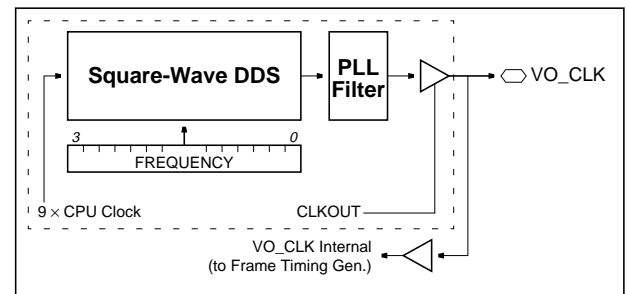 Square-Wave DDS
PLL
Filter
VO_CLK
3
0
FREQUENCY
9 × CPU Clock
CLKOUT
VO_CLK Internal
(to Frame Timing Gen.)